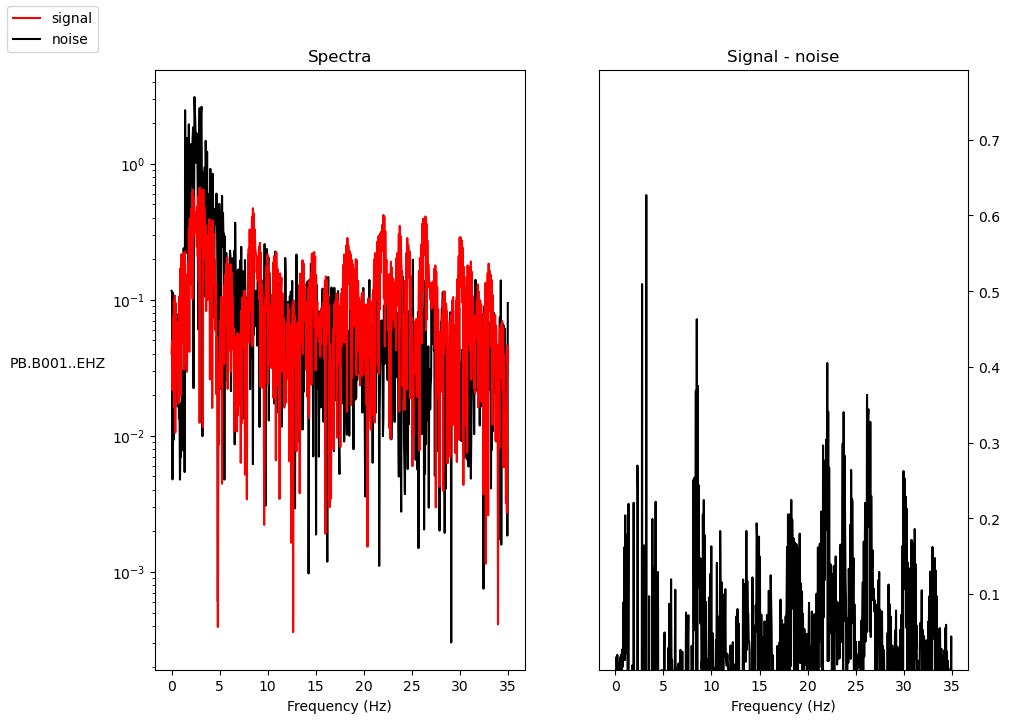 signal
noise
Spectra
Signal - noise
10^0
10^-1
10^-2
10^-3
PB.B001..EHZ
0.7
0.6
0.5
0.4
0.3
0.2
0.1
0 5 10 15 20 25 30 35
0 5 10 15 20 25 30 35
Frequency (Hz)
Frequency (Hz)